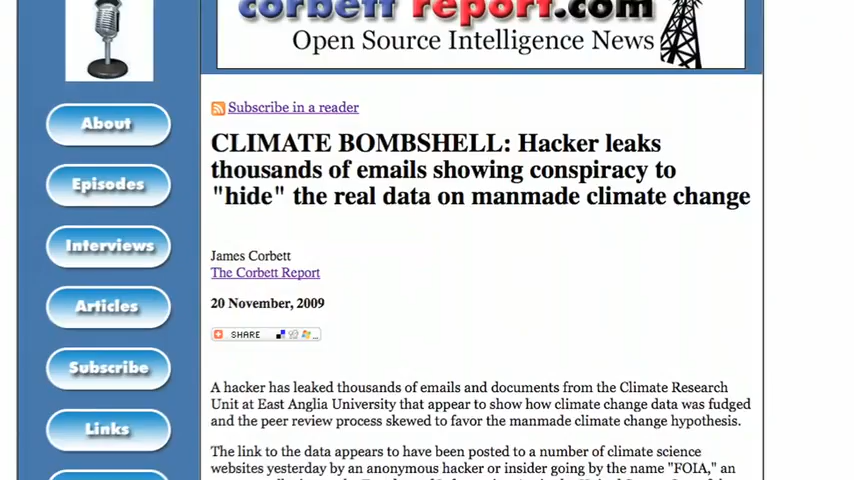 corbett report.com
Open Source Intelligence News
Subscribe in a reader
CLIMATE BOMBSHELL: Hacker leaks
thousands of emails showing conspiracy to
"hide" the real data on manmade climate change
James Corbett
The Corbett Report
20 November, 2009
SHARE
A hacker has leaked thousands of emails and documents from the Climate Research
Unit at East Anglia University that appear to show how climate change data was fudged
and the peer review process skewed to favor the manmade climate change hypothesis.
The link to the data appears to have been posted to a number of climate science
websites yesterday by an anonymous hacker or insider going by the name "FOIA," an
About
Episodes
Interviews
Articles
Subscribe
Links